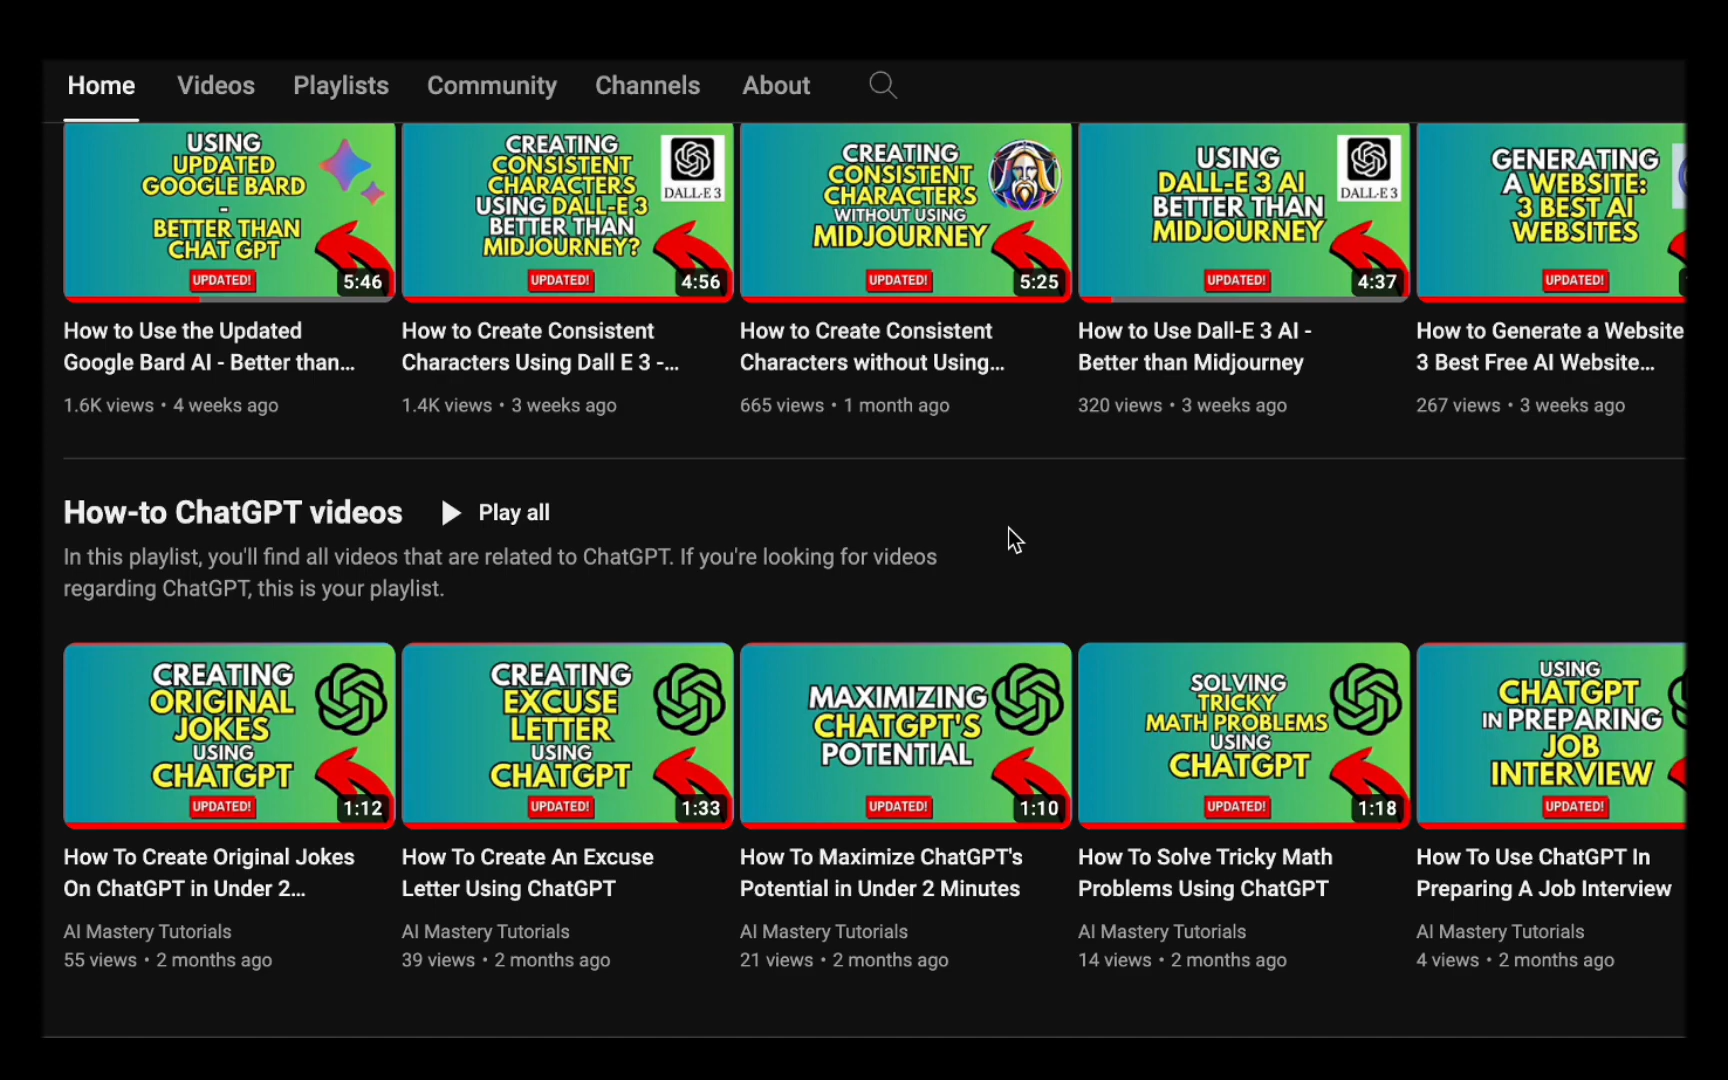 Home Videos Playlists Community Channels About
USING
UPDATED
GOOGLE BARD
-
BETTER THAN
CHAT GPT
UPDATED!
5:46
CREATING
CONSISTENT
CHARACTERS
USING DALL-E 3
BETTER THAN
MIDJOURNEY?
DALL-E 3
UPDATED!
4:56
CREATING
CONSISTENT
CHARACTERS
WITHOUT USING
MIDJOURNEY
UPDATED!
5:25
USING
DALL-E 3 AI
BETTER THAN
MIDJOURNEY
DALL-E 3
UPDATED!
4:37
GENERATING
A WEBSITE:
3 BEST AI
WEBSITES
UPDATED!
How to Use the Updated
Google Bard AI - Better than...
1.6K views • 4 weeks ago
How to Create Consistent
Characters Using Dall E 3 -...
1.4K views • 3 weeks ago
How to Create Consistent
Characters without Using...
665 views • 1 month ago
How to Use Dall-E 3 AI -
Better than Midjourney
320 views • 3 weeks ago
How to Generate a Website
3 Best Free AI Website...
267 views • 3 weeks ago
How-to ChatGPT videos Play all
In this playlist, you'll find all videos that are related to ChatGPT. If you're looking for videos
regarding ChatGPT, this is your playlist.
CREATING
ORIGINAL
JOKES
USING
CHATGPT
UPDATED!
1:12
CREATING
EXCUSE
LETTER
USING
CHATGPT
UPDATED!
1:33
MAXIMIZING
CHATGPT'S
POTENTIAL
UPDATED!
1:10
SOLVING
TRICKY
MATH PROBLEMS
USING
CHATGPT
UPDATED!
1:18
USING
CHATGPT
IN PREPARING
JOB
INTERVIEW
UPDATED!
How To Create Original Jokes
On ChatGPT in Under 2...
AI Mastery Tutorials
55 views • 2 months ago
How To Create An Excuse
Letter Using ChatGPT
AI Mastery Tutorials
39 views • 2 months ago
How To Maximize ChatGPT's
Potential in Under 2 Minutes
AI Mastery Tutorials
21 views • 2 months ago
How To Solve Tricky Math
Problems Using ChatGPT
AI Mastery Tutorials
14 views • 2 months ago
How To Use ChatGPT In
Preparing A Job Interview
AI Mastery Tutorials
4 views • 2 months ago